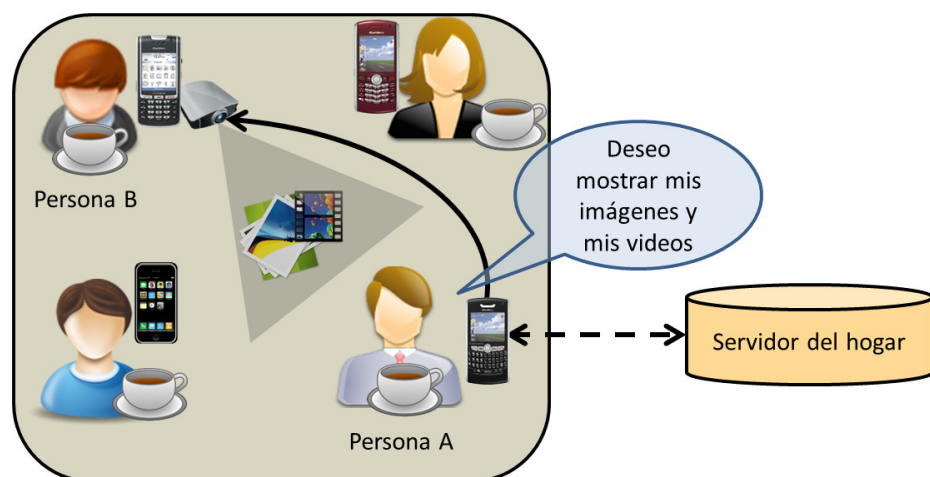 Persona B
Deseo
mostrar mis
imágenes y
mis videos
Servidor del hogar
Persona A